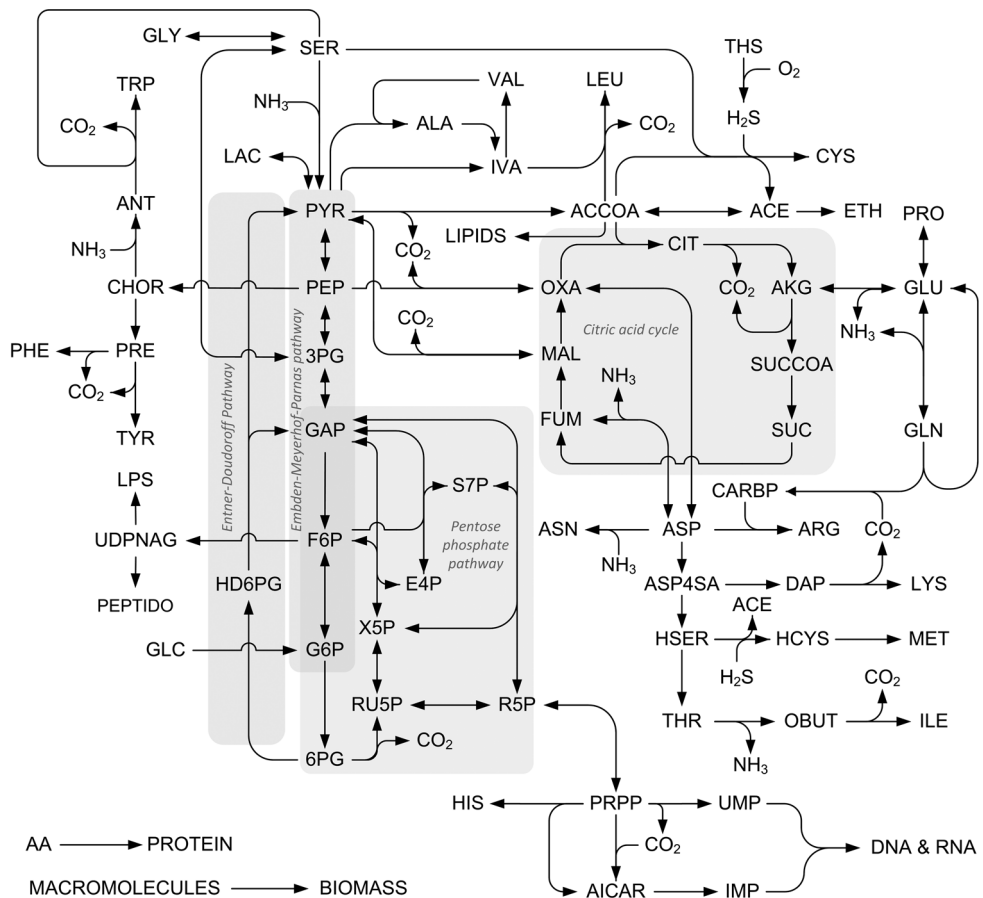 GLY
SER
THS
O2
TRP
VAL
LEU
NH3
CO2
ALA
CO2
H2S
LAC
IVA
CYS
ANT
PYR
ACCOA
ACE
ETH
PRO
NH3
CO2
LIPIDS
CIT
CHOR
PEP
OXA
CO2
AKG
GLU
CO2
Citric acid cycle
NH3
PHE
PRE
3PG
MAL
SUCCOA
CO2
NH3
Entner-Doudoroff Pathway
Embden-Meyerhof-Parnas pathway
TYR
GAP
FUM
SUC
GLN
LPS
S7P
CARBP
UDPNAG
F6P
Pentose
phosphate
pathway
ASN
ASP
ARG
CO2
NH3
PEPTIDO
HD6PG
E4P
ASP4SA
DAP
LYS
ACE
X5P
HSER
HCYS
MET
GLC
G6P
H2S
CO2
RU5P
R5P
THR
OBUT
ILE
6PG
CO2
NH3
HIS
PRPP
UMP
AA
PROTEIN
CO2
DNA & RNA
MACROMOLECULES
BIOMASS
AICAR
IMP